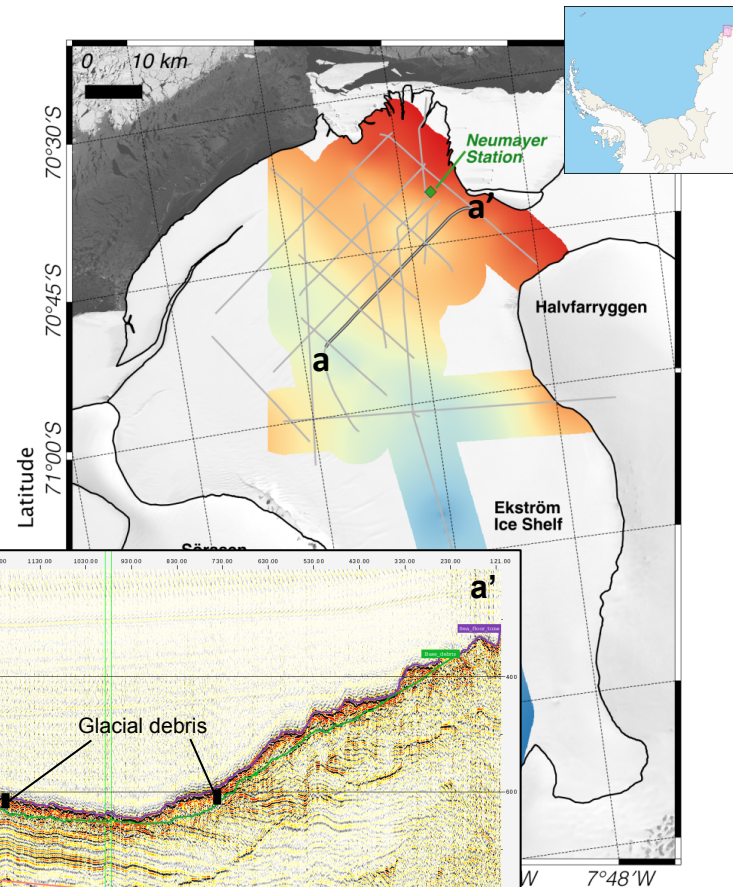 0 10 km
70°30'S
Neumayer
Station
a'
70°45'S
Halvfarryggen
a
Latitude
71°00'S
Ekström
Ice Shelf
1130.00 1030.00 930.00 830.00 730.00 630.00 530.00 430.00 330.00 230.00 121.00
a'
Base_debris
400
Glacial debris
600
W 7°48'W